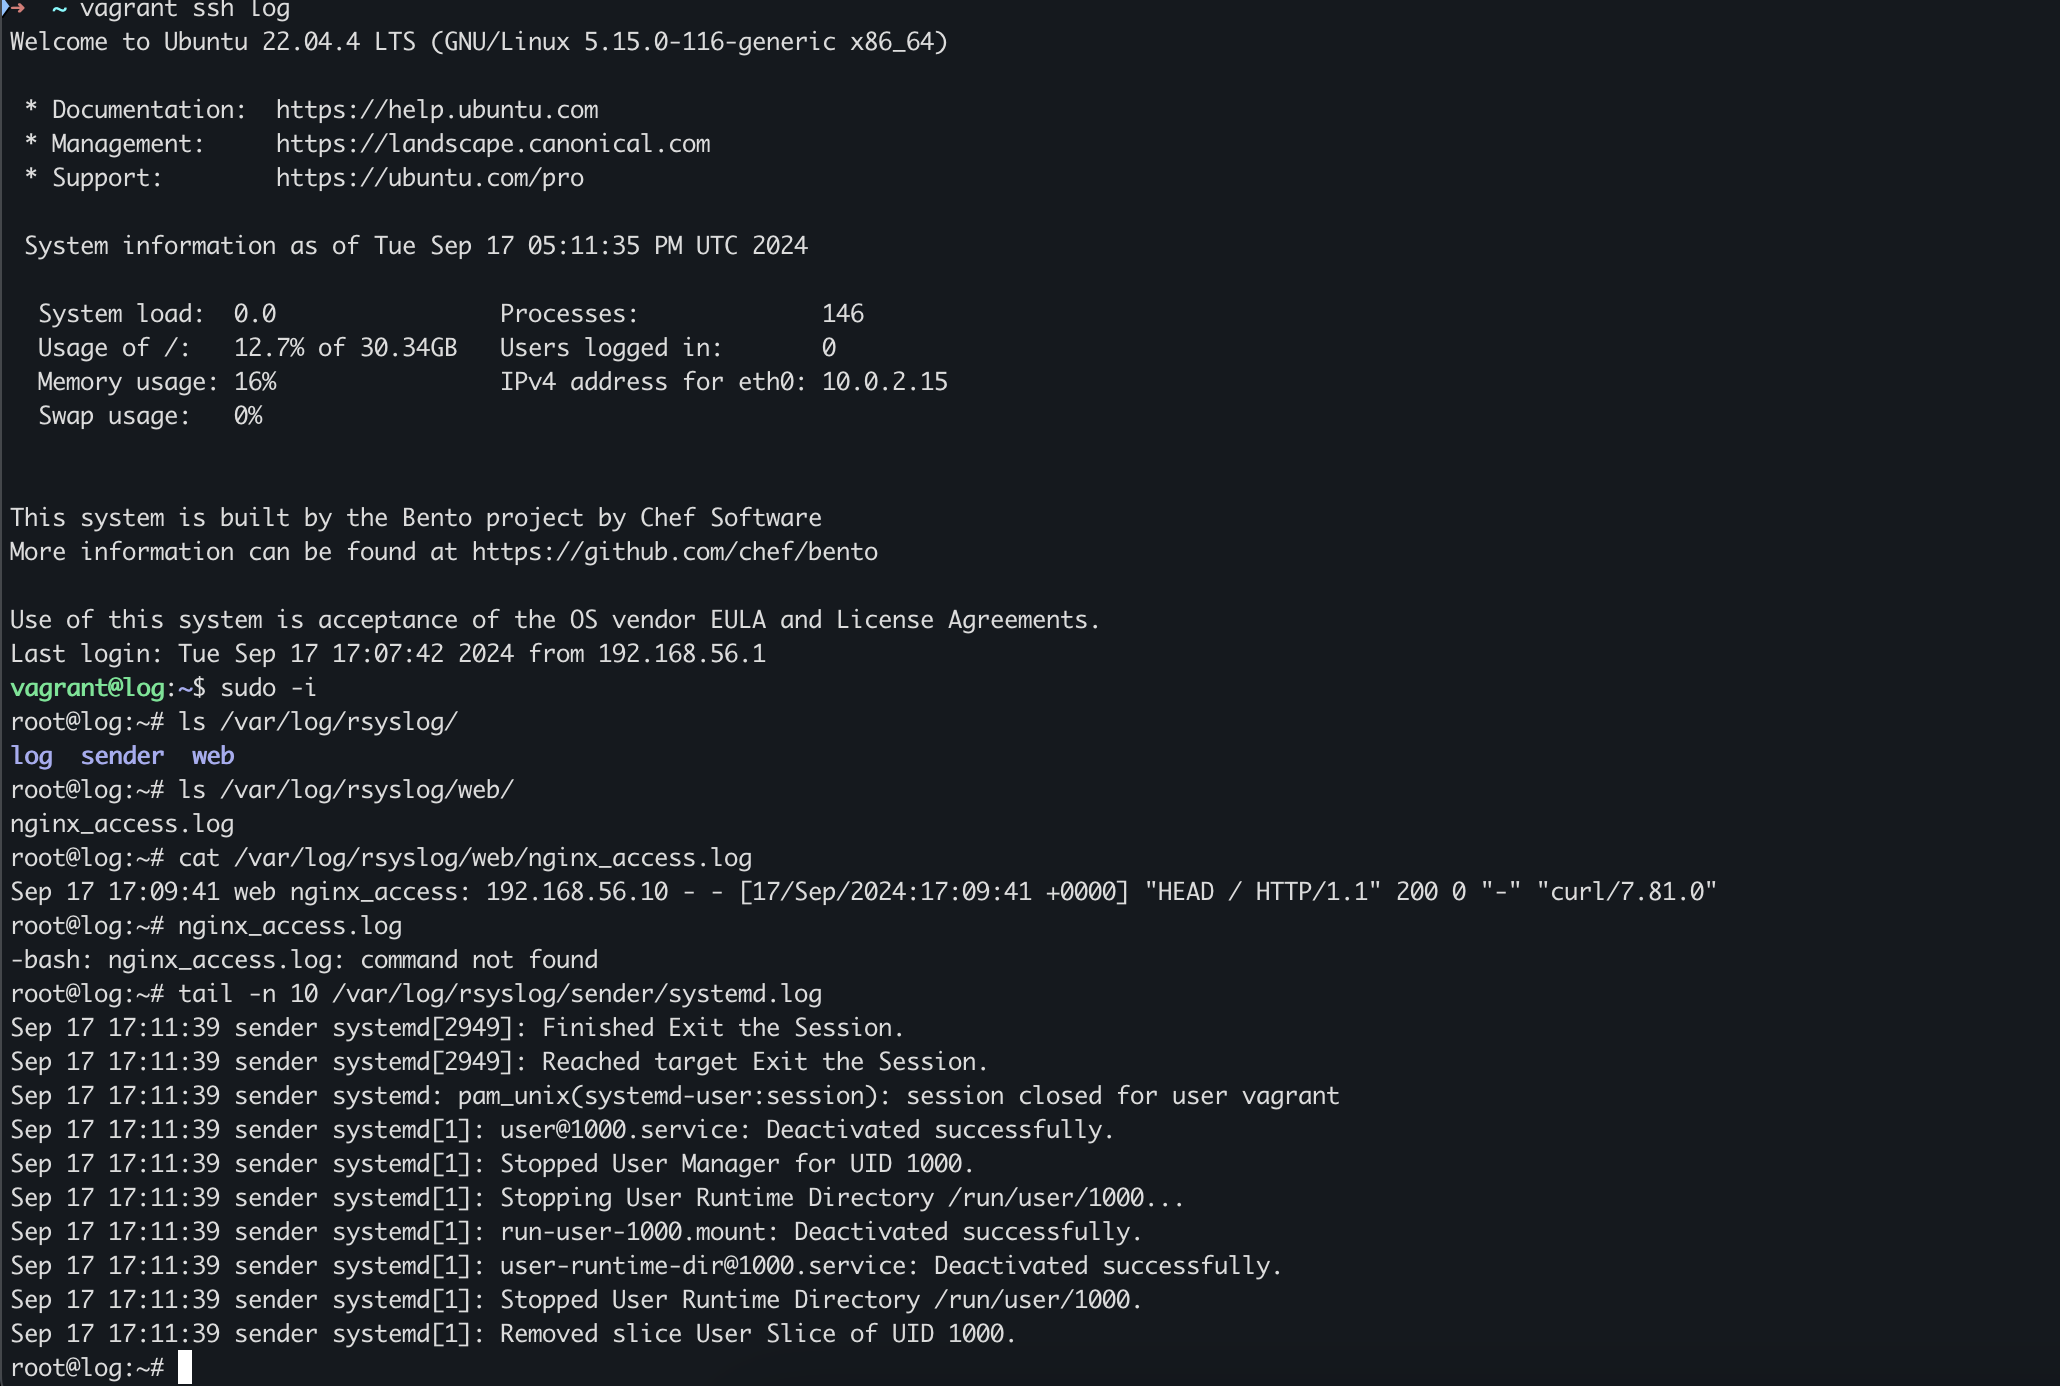 ➜  ~ vagrant ssh log
Welcome to Ubuntu 22.04.4 LTS (GNU/Linux 5.15.0-116-generic x86_64)

 * Documentation:  https://help.ubuntu.com
 * Management:     https://landscape.canonical.com
 * Support:        https://ubuntu.com/pro

 System information as of Tue Sep 17 05:11:35 PM UTC 2024

  System load:  0.0                Processes:             146
  Usage of /:   12.7% of 30.34GB   Users logged in:       0
  Memory usage: 16%                IPv4 address for eth0: 10.0.2.15
  Swap usage:   0%

This system is built by the Bento project by Chef Software
More information can be found at https://github.com/chef/bento

Use of this system is acceptance of the OS vendor EULA and License Agreements.
Last login: Tue Sep 17 17:07:42 2024 from 192.168.56.1
vagrant@log:~$ sudo -i
root@log:~# ls /var/log/rsyslog/
log  sender  web
root@log:~# ls /var/log/rsyslog/web/
nginx_access.log
root@log:~# cat /var/log/rsyslog/web/nginx_access.log
Sep 17 17:09:41 web nginx_access: 192.168.56.10 - - [17/Sep/2024:17:09:41 +0000] "HEAD / HTTP/1.1" 200 0 "-" "curl/7.81.0"
root@log:~# nginx_access.log
-bash: nginx_access.log: command not found
root@log:~# tail -n 10 /var/log/rsyslog/sender/systemd.log
Sep 17 17:11:39 sender systemd[2949]: Finished Exit the Session.
Sep 17 17:11:39 sender systemd[2949]: Reached target Exit the Session.
Sep 17 17:11:39 sender systemd: pam_unix(systemd-user:session): session closed for user vagrant
Sep 17 17:11:39 sender systemd[1]: user@1000.service: Deactivated successfully.
Sep 17 17:11:39 sender systemd[1]: Stopped User Manager for UID 1000.
Sep 17 17:11:39 sender systemd[1]: Stopping User Runtime Directory /run/user/1000...
Sep 17 17:11:39 sender systemd[1]: run-user-1000.mount: Deactivated successfully.
Sep 17 17:11:39 sender systemd[1]: user-runtime-dir@1000.service: Deactivated successfully.
Sep 17 17:11:39 sender systemd[1]: Stopped User Runtime Directory /run/user/1000.
Sep 17 17:11:39 sender systemd[1]: Removed slice User Slice of UID 1000.
root@log:~#